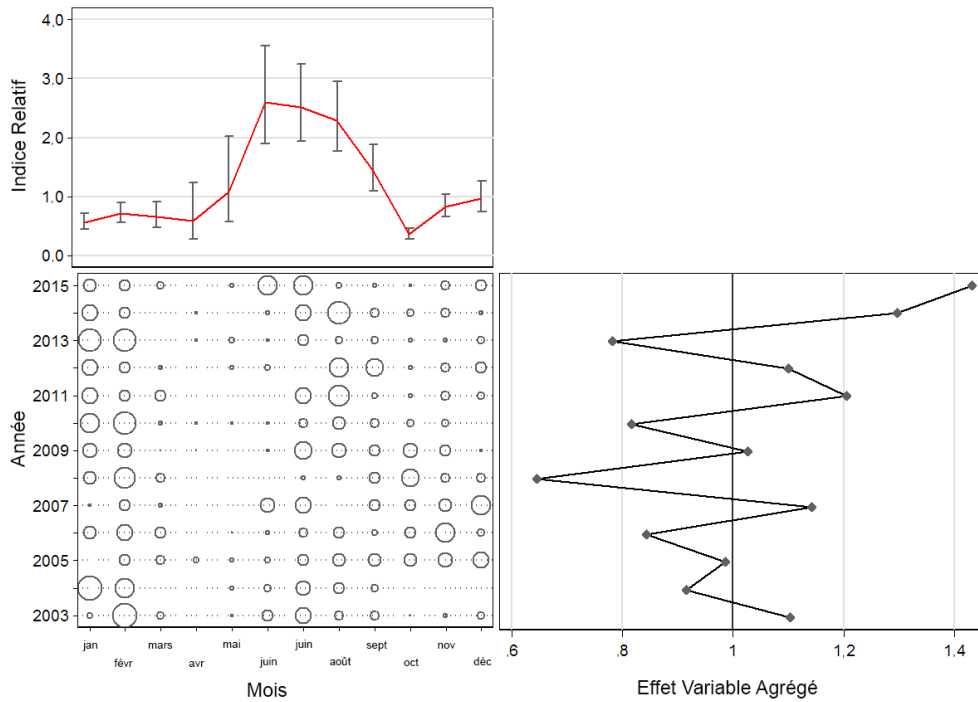 4.0
3.0
2.0
1.0
0.0
Indice Relatif
2015
2013
2011
2009
2007
2005
2003
Année
jan
févr
mars
avr
mai
juin
juin
août
sept
oct
nov
déc
Mois
.6
.8
1
1,2
1.4
Effet Variable Agrégé